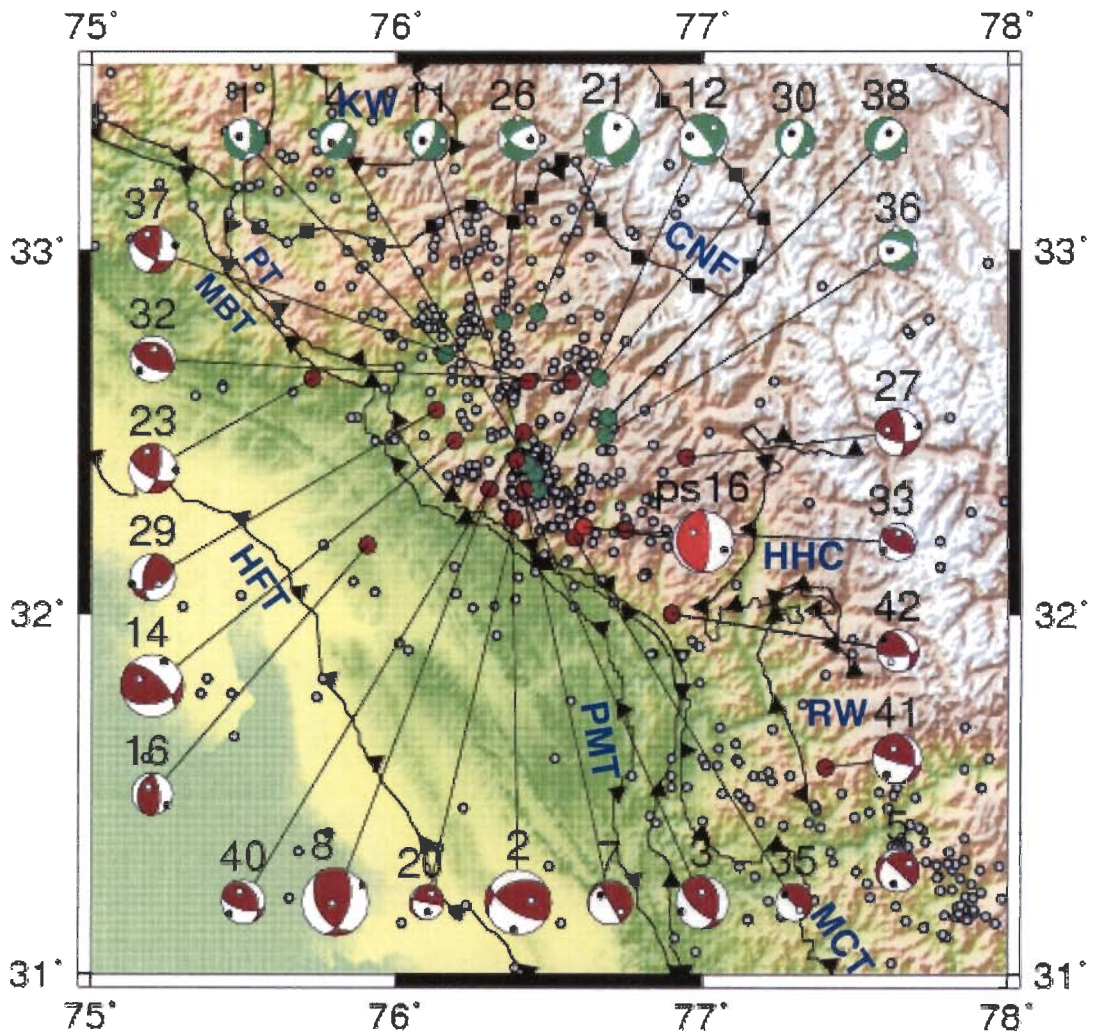 75° 76° 77° 78°
1 4 KW 11 26 21 12 30 38
37 36
33° PT CNF 33°
MBT
32 27
23 ps16 33
29 HFT HHC
32° 42 32°
14 PMT RW 41
16
40 8 20 2 7 3 35
MCT
31° 31°
75° 76° 77° 78°